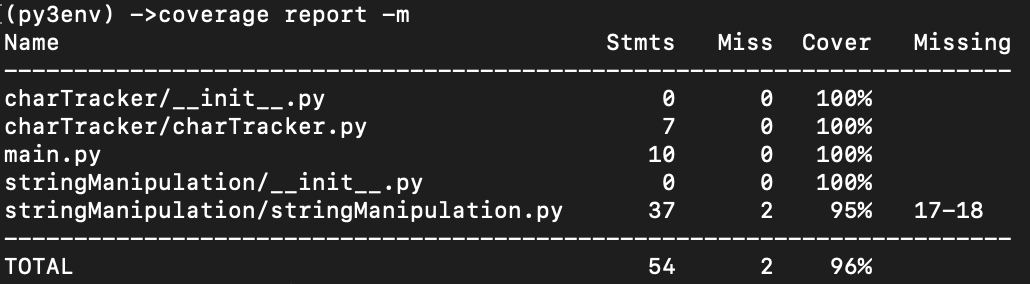 (py3env) ->coverage report -m
Name Stmts Miss Cover Missing
charTracker/__init__.py 0 0 100%
charTracker/charTracker.py 7 0 100%
main.py 10 0 100%
stringManipulation/__init__.py 0 0 100%
stringManipulation/stringManipulation.py 37 2 95% 17-18
TOTAL 54 2 96%